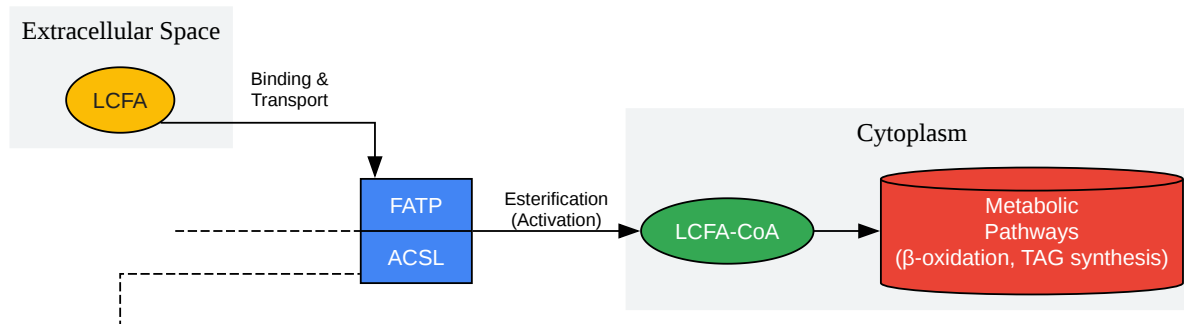 Extracellular Space
LCFA
Binding &
Transport
FATP
ACSL
Esterification
(Activation)
Cytoplasm
LCFA-CoA
Metabolic
Pathways
(β-oxidation, TAG synthesis)